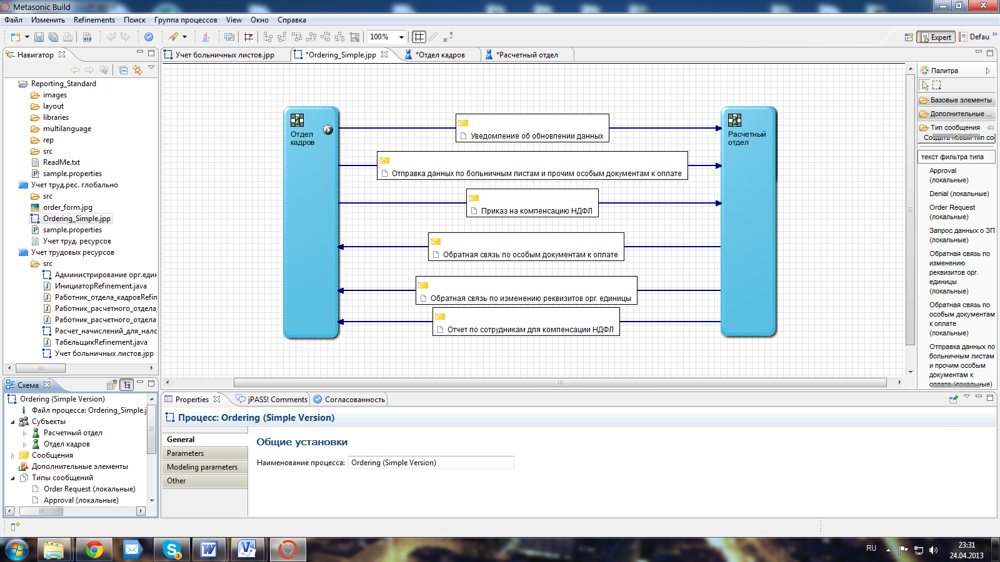 Metasonic Build
Файл Изменить Refinements Поиск Группа процессов View Окно Справка
100%
Expert
Defau
Навигатор
Reporting_Standard
images
layout
libraries
multilanguage
rep
src
ReadMe.txt
sample.properties
Учет труд.рес. глобально
src
order_form.jpg
Ordering_Simple.jpp
sample.properties
Учет труд. ресурсов
Учет трудовых ресурсов
src
Администрирование орг.един
ИнициаторRefinement.java
Работник_отдела_кадровRefin
Работник_расчетного_отдела_
Работник_расчетного_отдела
Расчет_начислений_для_нало
ТабельщикRefinement.java
Учет больничных листов.jpp
Учет больничных листов.jpp
*Ordering_Simple.jpp
*Отдел кадров
*Расчетный отдел
Отдел
кадров
Расчетный
отдел
Уведомление об обновлении данных
Отправка данных по больничным листам и прочим особым документам к оплате
Приказ на компенсацию НДФЛ
Обратная связь по особым документам к оплате
Обратная связь по изменению реквизитов орг. единицы
Отчет по сотрудникам для компенсации НДФЛ
Палитра
Базовые элементы
Дополнительные ...
Тип сообщения
Создать новый тип со
текст фильтра типа
Approval
(локальные)
Denial (локальные)
Order Request
(локальные)
Запрос данных о ЗП
(локальные)
Обратная связь по
изменению
реквизитов орг.
единицы
(локальные)
Обратная связь по
особым документам
к оплате
(локальные)
Отправка данных по
больничным листам
и прочим особым
документам к
оплате (локальные)
Схема
Ordering (Simple Version)
Файл процесса: Ordering_Simple.j
Субъекты
Расчетный отдел
Отдел кадров
Сообщения
Дополнительные элементы
Типы сообщений
Order Request (локальные)
Approval (локальные)
Properties
jPASS! Comments
Согласованность
Процесс: Ordering (Simple Version)
General
Parameters
Modeling parameters
Other
Общие установки
Наименование процесса: Ordering (Simple Version)
RU
23:31
24.04.2013